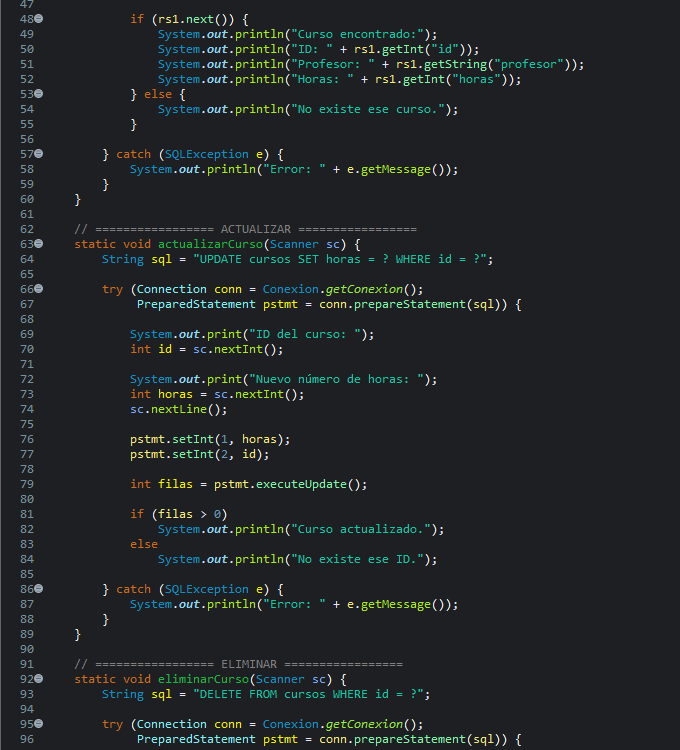 47
48 if (rs1.next()) {
49 System.out.println("Curso encontrado:");
50 System.out.println("ID: " + rs1.getInt("id"));
51 System.out.println("Profesor: " + rs1.getString("profesor"));
52 System.out.println("Horas: " + rs1.getInt("horas"));
53 } else {
54 System.out.println("No existe ese curso.");
55 }
56
57 } catch (SQLException e) {
58 System.out.println("Error: " + e.getMessage());
59 }
60 }
61
62 // ================= ACTUALIZAR =================
63 static void actualizarCurso(Scanner sc) {
64 String sql = "UPDATE cursos SET horas = ? WHERE id = ?";
65
66 try (Connection conn = Conexion.getConexion();
67 PreparedStatement pstmt = conn.prepareStatement(sql)) {
68
69 System.out.print("ID del curso: ");
70 int id = sc.nextInt();
71
72 System.out.print("Nuevo número de horas: ");
73 int horas = sc.nextInt();
74 sc.nextLine();
75
76 pstmt.setInt(1, horas);
77 pstmt.setInt(2, id);
78
79 int filas = pstmt.executeUpdate();
80
81 if (filas > 0)
82 System.out.println("Curso actualizado.");
83 else
84 System.out.println("No existe ese ID.");
85
86 } catch (SQLException e) {
87 System.out.println("Error: " + e.getMessage());
88 }
89 }
90
91 // ================= ELIMINAR =================
92 static void eliminarCurso(Scanner sc) {
93 String sql = "DELETE FROM cursos WHERE id = ?";
94
95 try (Connection conn = Conexion.getConexion();
96 PreparedStatement pstmt = conn.prepareStatement(sql)) {